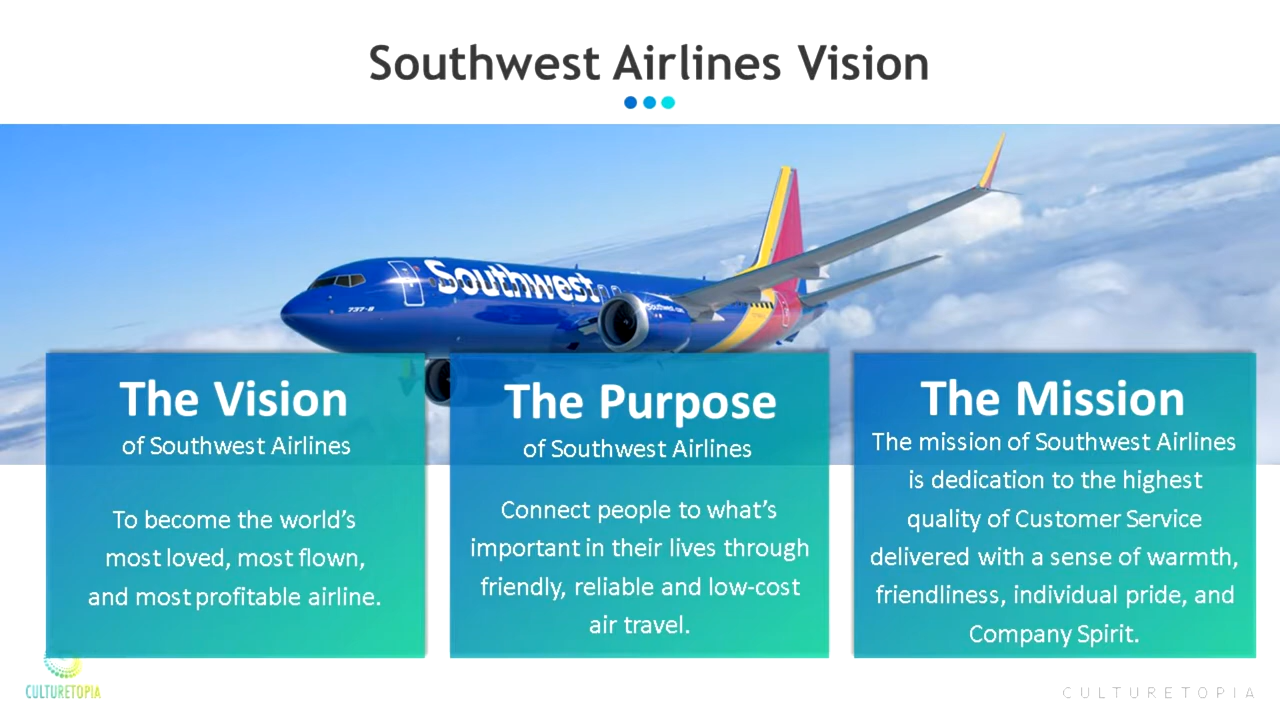 Southwest Airlines Vision
Southwest
737-8
Southwest.com
The Vision
of Southwest Airlines
To become the world’s
most loved, most flown,
and most profitable airline.
The Purpose
of Southwest Airlines
Connect people to what’s
important in their lives through
friendly, reliable and low-cost
air travel.
The Mission
The mission of Southwest Airlines
is dedication to the highest
quality of Customer Service
delivered with a sense of warmth,
friendliness, individual pride, and
Company Spirit.
CULTURETOPIA
CULTURETOPIA